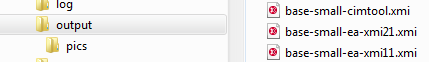 log
output
pics
base-small-cimtool.xmi
base-small-ea-xmi21.xmi
base-small-ea-xmi11.xmi